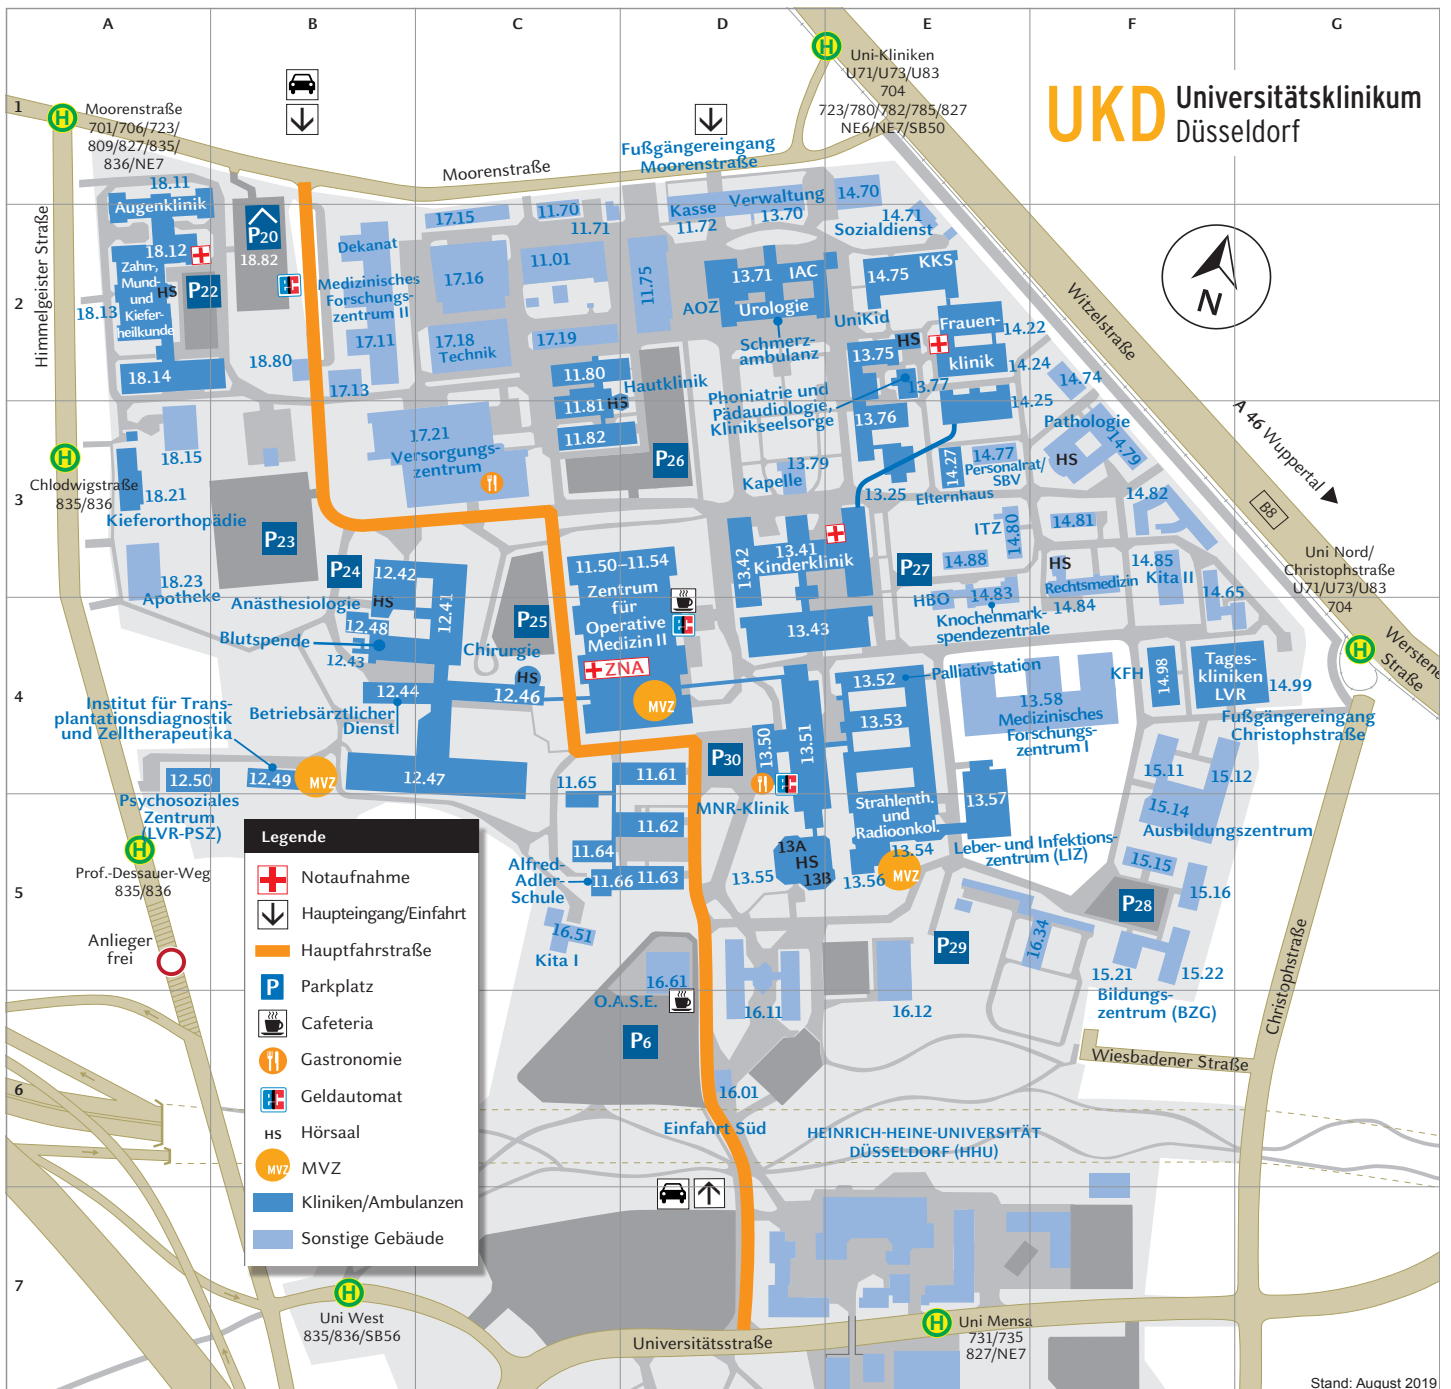 A
B
C
D
E
F
G
1
2
3
4
5
6
7
UKD Universitätsklinikum
Düsseldorf
H
Moorenstraße
701/706/723/
809/827/835/
836/NE7
Moorenstraße
Fußgängereingang
Moorenstraße
H
Uni-Kliniken
U71/U73/U83
704
723/780/782/785/827
NE6/NE7/SB50
Himmelgeister Straße
18.11
Augenklinik
18.12
Zahn-,
Mund-
und
Kiefer-
heilkunde
HS
P22
18.13
18.14
P20
18.82
18.80
Dekanat
Medizinisches
Forschungs-
zentrum II
17.11
17.13
17.15
17.16
17.18
Technik
11.70
11.71
11.01
17.19
11.75
Kasse
11.72
Verwaltung
13.70
14.70
14.71
Sozialdienst
13.71
IAC
AOZ
Urologie
Schmerz-
ambulanz
14.75
KKS
UniKid
HS
Frauen-
klinik
14.22
14.24
14.25
13.75
13.77
13.76
Phoniatrie und
Pädaudiologie,
Klinikseelsorge
14.74
Witzelstraße
N
11.80
11.81
HS
11.82
Hautklinik
P26
17.21
Versorgungs-
zentrum
H
Chlodwigstraße
835/836
18.15
18.21
Kieferorthopädie
18.23
Apotheke
P23
P24
13.79
Kapelle
13.25
14.27
14.77
Personalrat/
SBV
Elternhaus
Pathologie
HS
14.79
A 46 Wuppertal
B8
14.82
14.81
ITZ
14.80
14.88
HS
14.85
Kita II
Rechtsmedizin
14.84
14.65
HBO
14.83
Knochenmark-
spendezentrale
P27
13.42
13.41
Kinderklinik
13.43
Uni Nord/
Christophstraße
U71/U73/U83
704
H
Werstener
Straße
12.42
Anästhesiologie
HS
12.41
12.48
Blutspende
12.43
P25
Chirurgie
HS
12.46
12.44
Betriebsärztlicher
Dienstl
11.50–11.54
Zentrum
für
Operative
Medizin II
ZNA
MVZ
Institut für Trans-
plantationsdiagnostik
und Zelltherapeutika
12.50
12.49
MVZ
12.47
Psychosoziales
Zentrum
(LVR-PSZ)
13.52
Palliativstation
13.53
13.58
Medizinisches
Forschungs-
zentrum I
KFH
14.98
Tages-
kliniken
LVR
14.99
Fußgängereingang
Christophstraße
13.50
13.51
P30
MNR-Klinik
11.65
11.61
11.62
11.64
11.66
11.63
Alfred-
Adler-
Schule
Strahlenth.
und
Radioonkol.
13.57
13.54
13.56
MVZ
13A
HS
13B
13.55
Leber- und Infektions-
zentrum (LIZ)
15.11
15.12
15.14
Ausbildungszentrum
15.15
15.16
P28
H
Prof.-Dessauer-Weg
835/836
Anlieger
frei
16.51
Kita I
16.61
O.A.S.E.
P6
16.11
16.12
P29
16.34
15.21
15.22
Bildungs-
zentrum (BZG)
Wiesbadener Straße
Christophstraße
16.01
Einfahrt Süd
HEINRICH-HEINE-UNIVERSITÄT
DÜSSELDORF (HHU)
Legende
Notaufnahme
Haupteingang/Einfahrt
Hauptfahrstraße
P
Parkplatz
Cafeteria
Gastronomie
Geldautomat
HS
Hörsaal
MVZ
MVZ
Kliniken/Ambulanzen
Sonstige Gebäude
H
Uni West
835/836/SB56
Universitätsstraße
H
Uni Mensa
731/735
827/NE7
Stand: August 2019